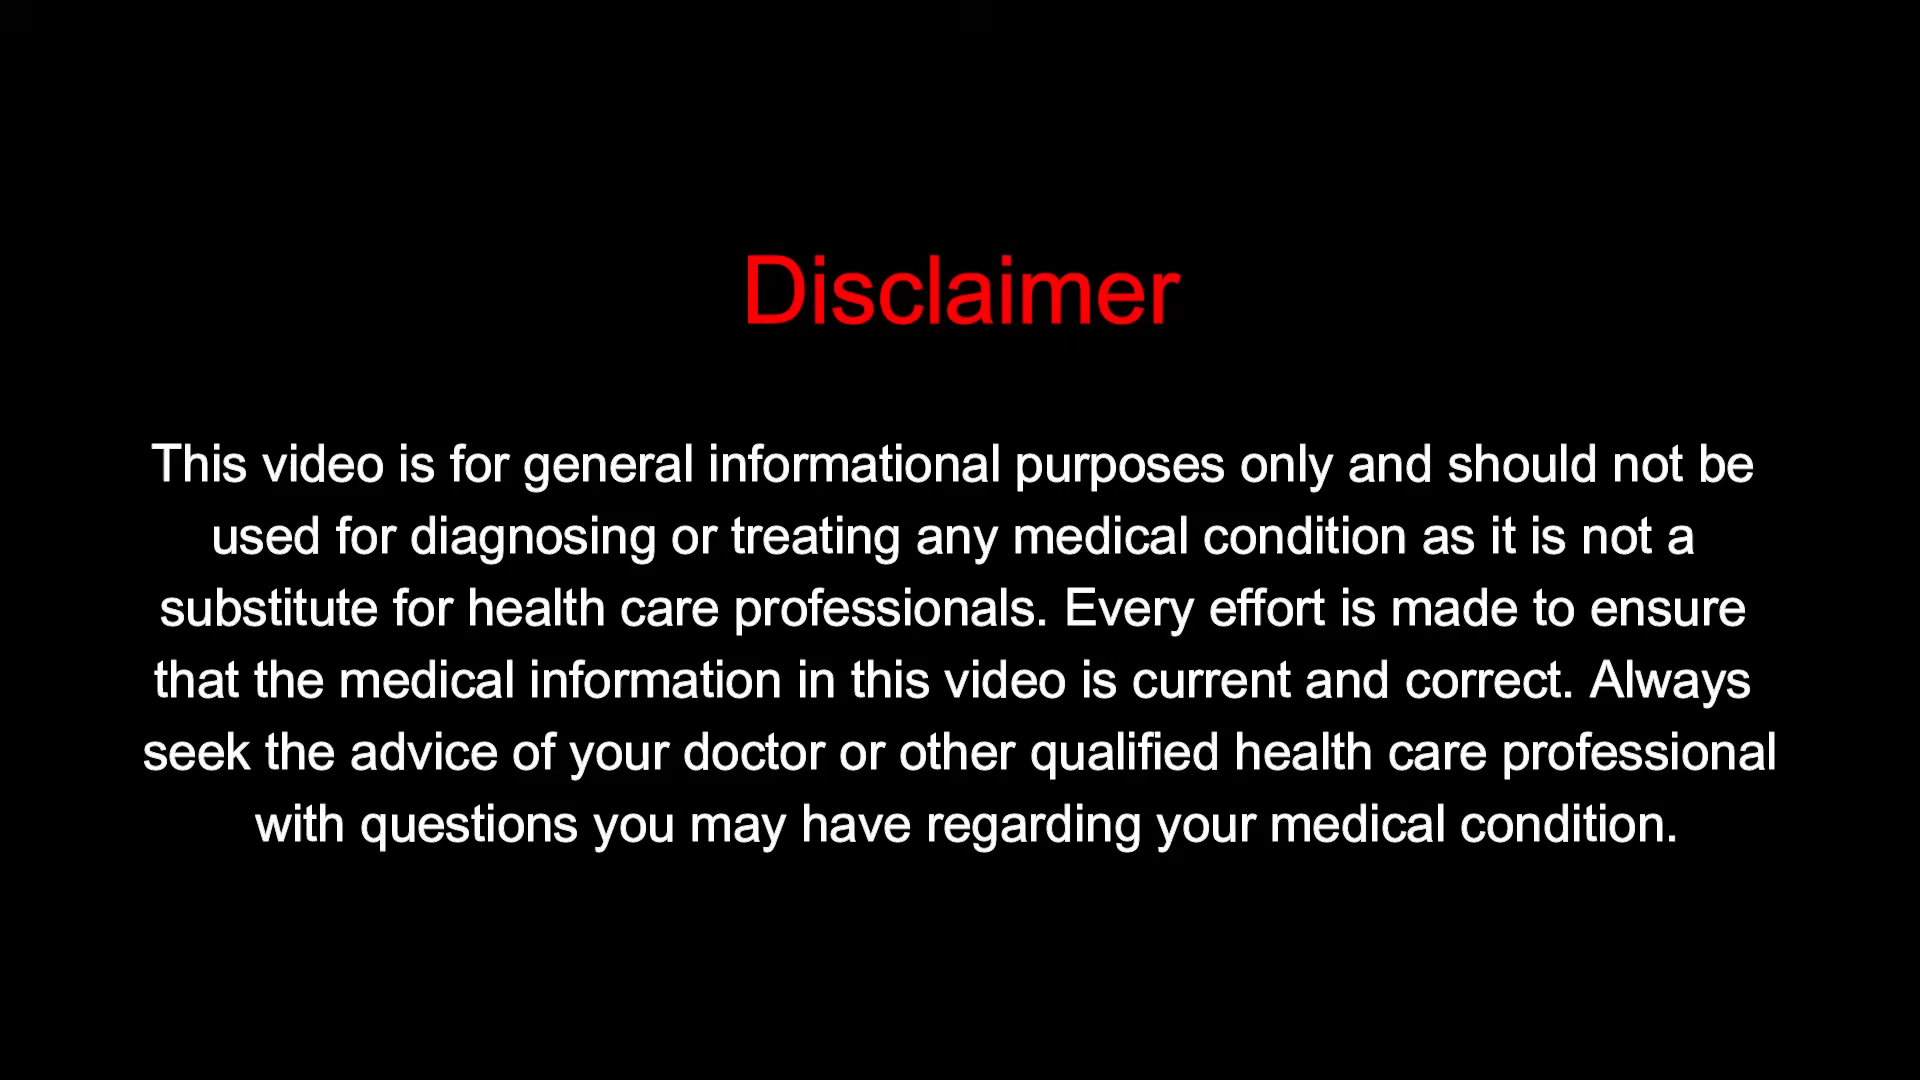 Disclaimer
This video is for general informational purposes only and should not be
used for diagnosing or treating any medical condition as it is not a
substitute for health care professionals. Every effort is made to ensure
that the medical information in this video is current and correct. Always
seek the advice of your doctor or other qualified health care professional
with questions you may have regarding your medical condition.